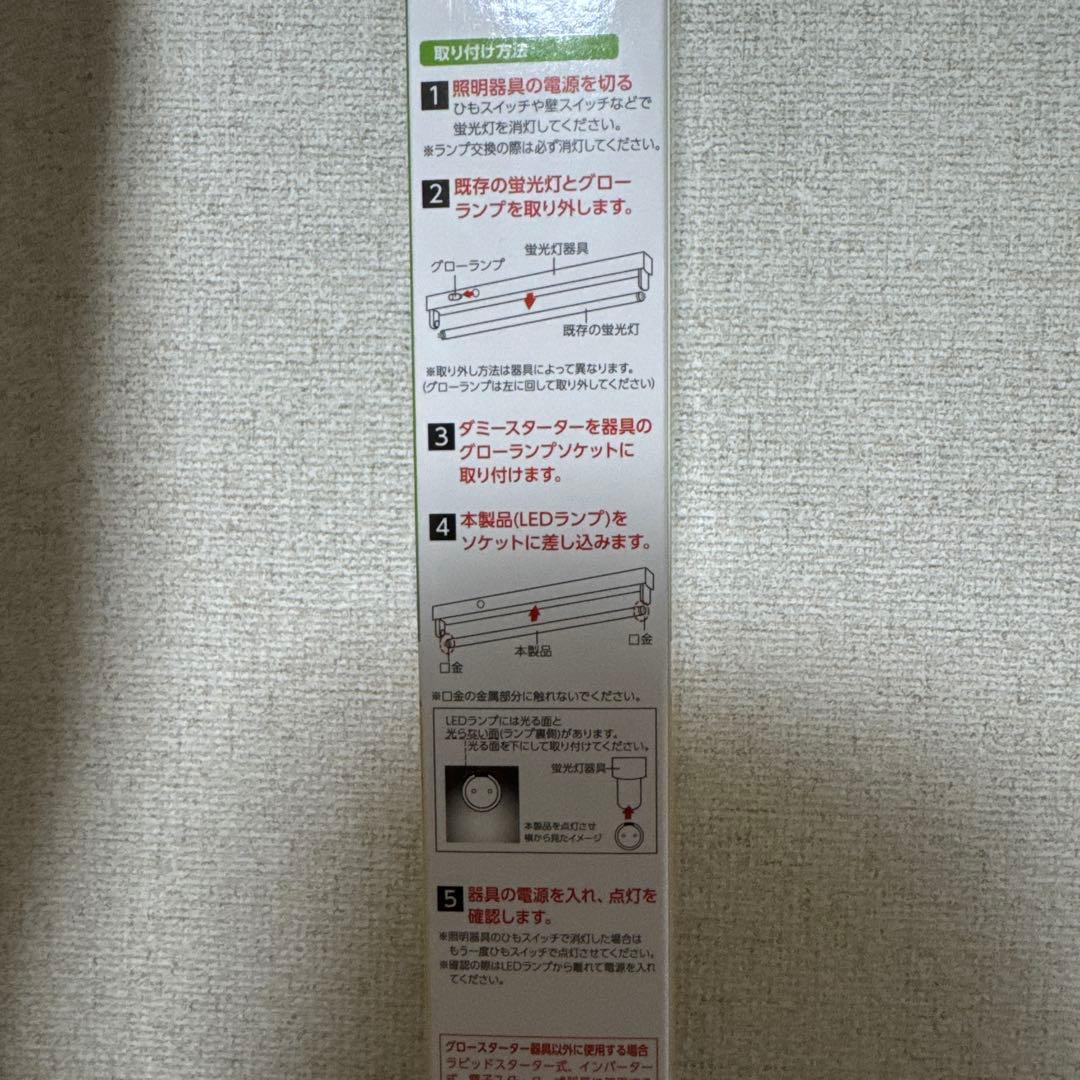 取り付け方法
1 照明器具の電源を切る
ひもスイッチや壁スイッチなどで
蛍光灯を消灯してください。
※ランプ交換の際は必ず消灯してください。
2 既存の蛍光灯とグロー
ランプを取り外します。
蛍光灯器具
グローランプ
既存の蛍光灯
※取り外し方法は器具によって異なります。
(グローランプは左に回して取り外してください)
3 ダミースターターを器具の
グローランプソケットに
取り付けます。
4 本製品(LEDランプ)を
ソケットに差し込みます。
口金
本製品
口金
※口金の金属部分に触れないでください。
LEDランプには光る面と
光らない面(ランプ裏側)があります。
光る面を下にして取り付けてください。
蛍光灯器具
本製品を点灯させ
横から見たイメージ
5 器具の電源を入れ、点灯を
確認します。
※照明器具のひもスイッチで消灯した場合は
もう一度ひもスイッチで点灯させてください。
※確認の際はLEDランプから離れて電源を入れ
てください。
グロースターター器具以外に使用する場合
ラピッドスターター式、インバーター